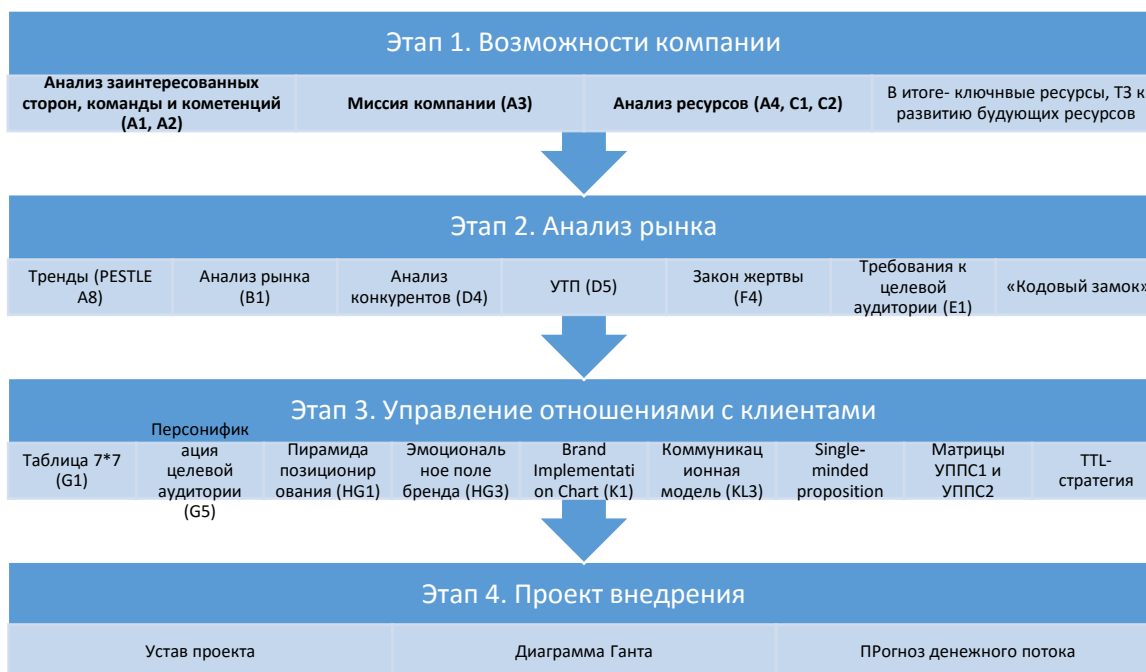 Этап 1. Возможности компании
Анализ заинтересованных
сторон, команды и кометенций
(A1, A2)
Миссия компании (A3)
Анализ ресурсов (A4, C1, C2)
В итоге- ключнвые ресурсы, ТЗ к
развитию будующих ресурсов
Этап 2. Анализ рынка
Тренды (PESTLE
A8)
Анализ рынка
(B1)
Анализ
конкурентов (D4)
УТП (D5)
Закон жертвы
(F4)
Требования к
целевой
аудитории (E1)
«Кодовый замок»
Этап 3. Управление отношениями с клиентами
Таблица 7*7
(G1)
Персонифик
ация
целевой
аудитории
(G5)
Пирамида
позиционир
ования (HG1)
Эмоциональ
ное поле
бренда (HG3)
Brand
Implementati
on Chart (K1)
Коммуникац
ионная
модель (KL3)
Single-
minded
proposition
Матрицы
УППС1 и
УППС2
TTL-
стратегия
Этап 4. Проект внедрения
Устав проекта
Диаграмма Ганта
ПРогноз денежного потока